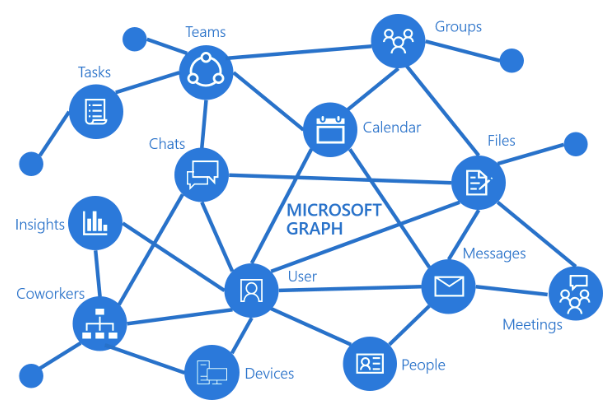 Groups
Teams
Tasks
Calendar
Chats
Files
MICROSOFT
GRAPH
Insights
Messages
User
Coworkers
Meetings
People
Devices